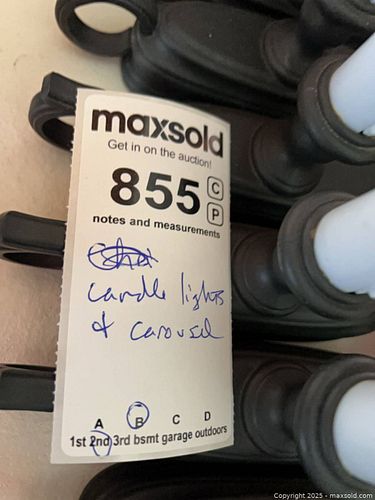 maxsold
Get in on the auction!
855 C
P
notes and measurements
candle lights
& carousel
A B C D
1st 2nd 3rd bsmt garage outdoors
Copyright 2025 - maxsold.com